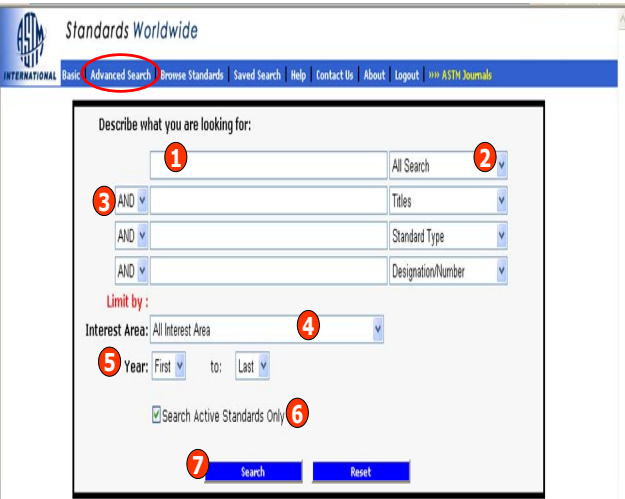 Standards Worldwide
ASTM
INTERNATIONAL
Basic | Advanced Search | Browse Standards | Saved Search | Help | Contact Us | About | Logout | »»» ASTM Journals
Describe what you are looking for:
1 All Search 2
3 AND Titles
AND Standard Type
AND Designation/Number
Limit by :
Interest Area: All Interest Area 4
5 Year: First to: Last
Search Active Standards Only 6
7 Search Reset